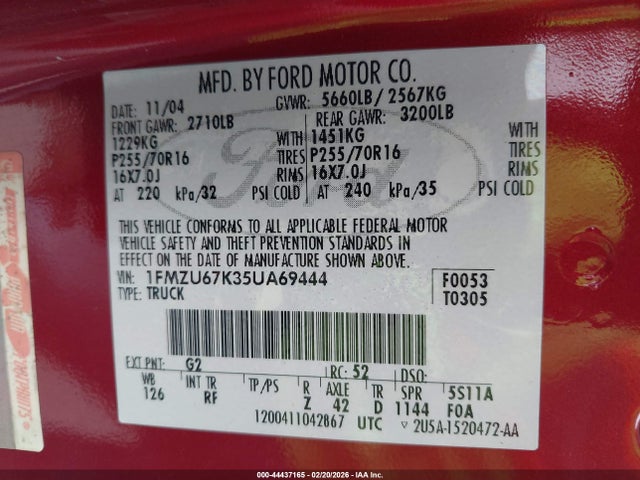 MFD. BY FORD MOTOR CO.
DATE: 11/04 GVWR: 5660LB/ 2567KG
FRONT GAWR: 2710LB REAR GAWR: 3200LB
1229KG WITH 1451KG WITH
P255/70R16 TIRES P255/70R16 TIRES
16X7.0J RIMS 16X7.0J RIMS
AT 220 kPa/32 PSI COLD AT 240 kPa/35 PSI COLD
THIS VEHICLE CONFORMS TO ALL APPLICABLE FEDERAL MOTOR
VEHICLE SAFETY AND THEFT PREVENTION STANDARDS IN
EFFECT ON THE DATE OF MANUFACTURE SHOWN ABOVE.
VIN: 1FMZU67K35UA69444 F0053
TYPE: TRUCK T0305
EXT PNT: G2 RC: 52 DSO:
WB INT TR TP/PS R AXLE TR SPR 5S11A
126 RF Z 42 D 1144 F0A
1200411042867 UTC ▽ 2U5A-1520472-AA
Ford
000-44437165 - 02/20/2026 - IAAI, Inc.